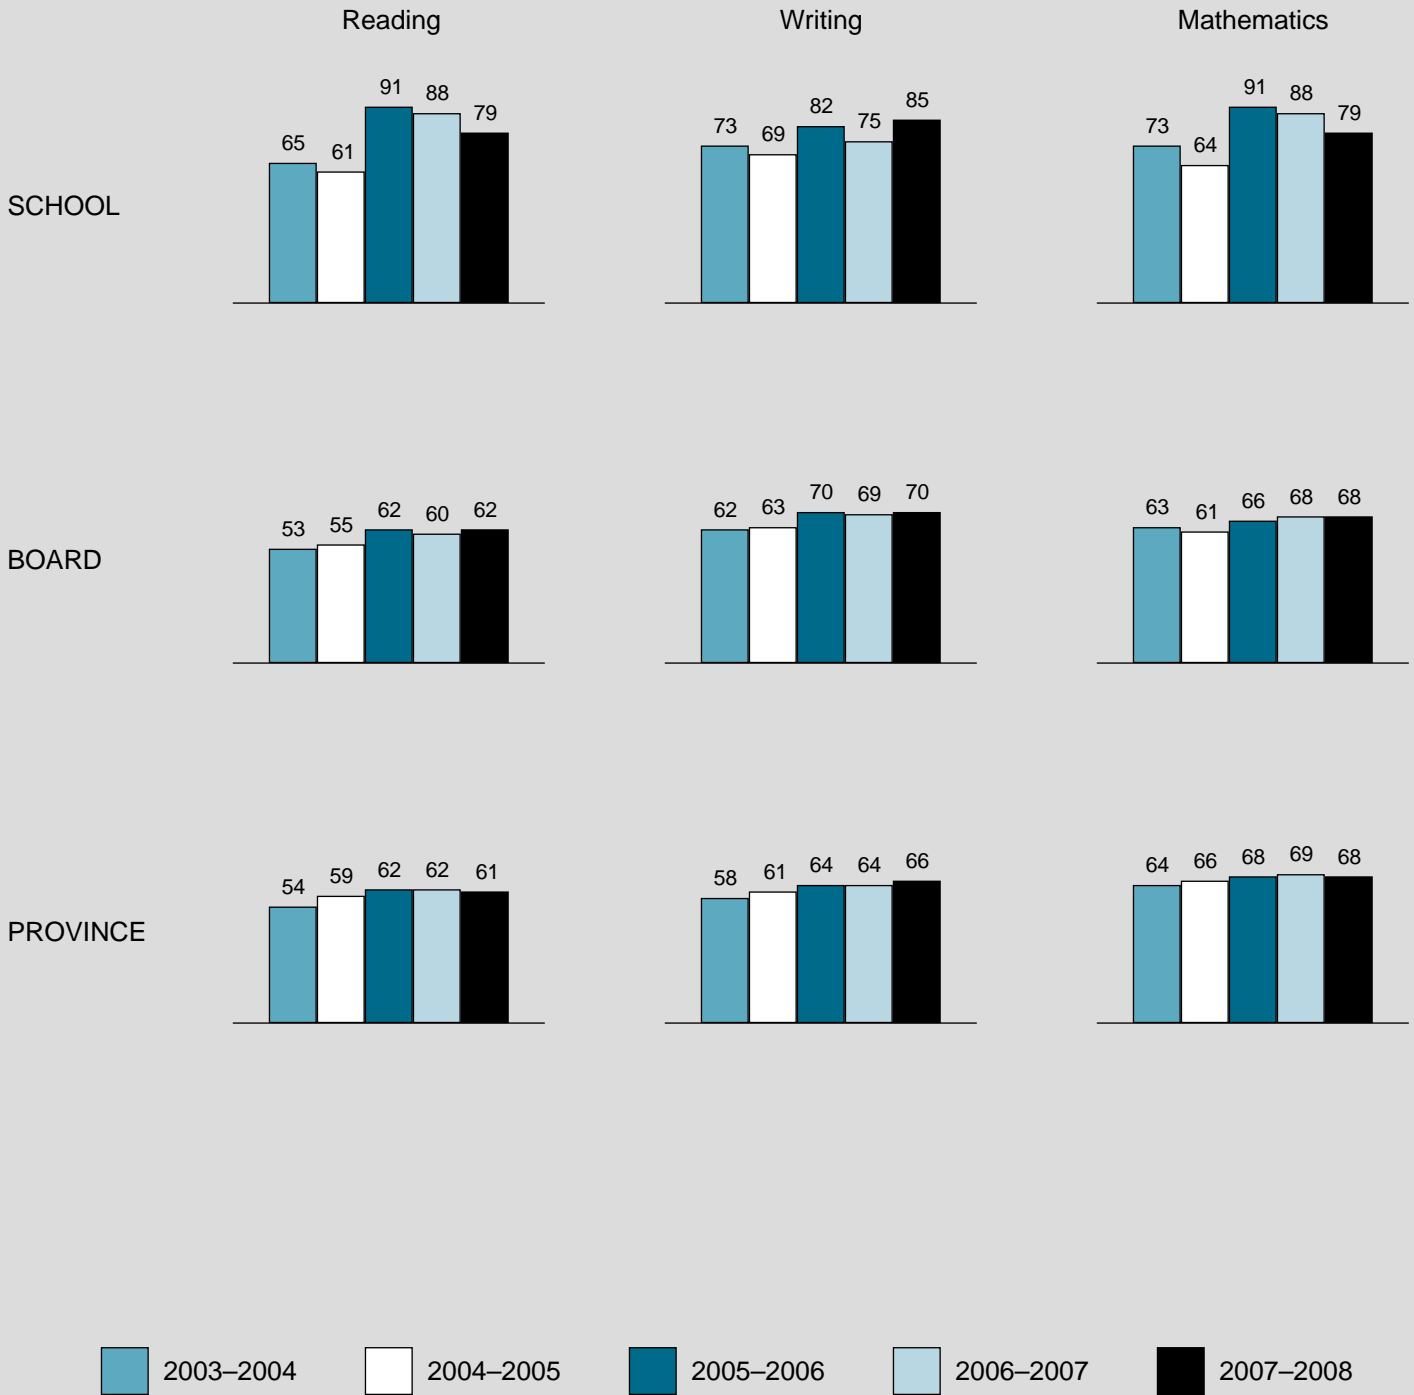 Reading Writing Mathematics
SCHOOL
65 61 91 88 79
73 69 82 75 85
73 64 91 88 79
BOARD
53 55 62 60 62
62 63 70 69 70
63 61 66 68 68
PROVINCE
54 59 62 62 61
58 61 64 64 66
64 66 68 69 68
2003–2004 2004–2005 2005–2006 2006–2007 2007–2008